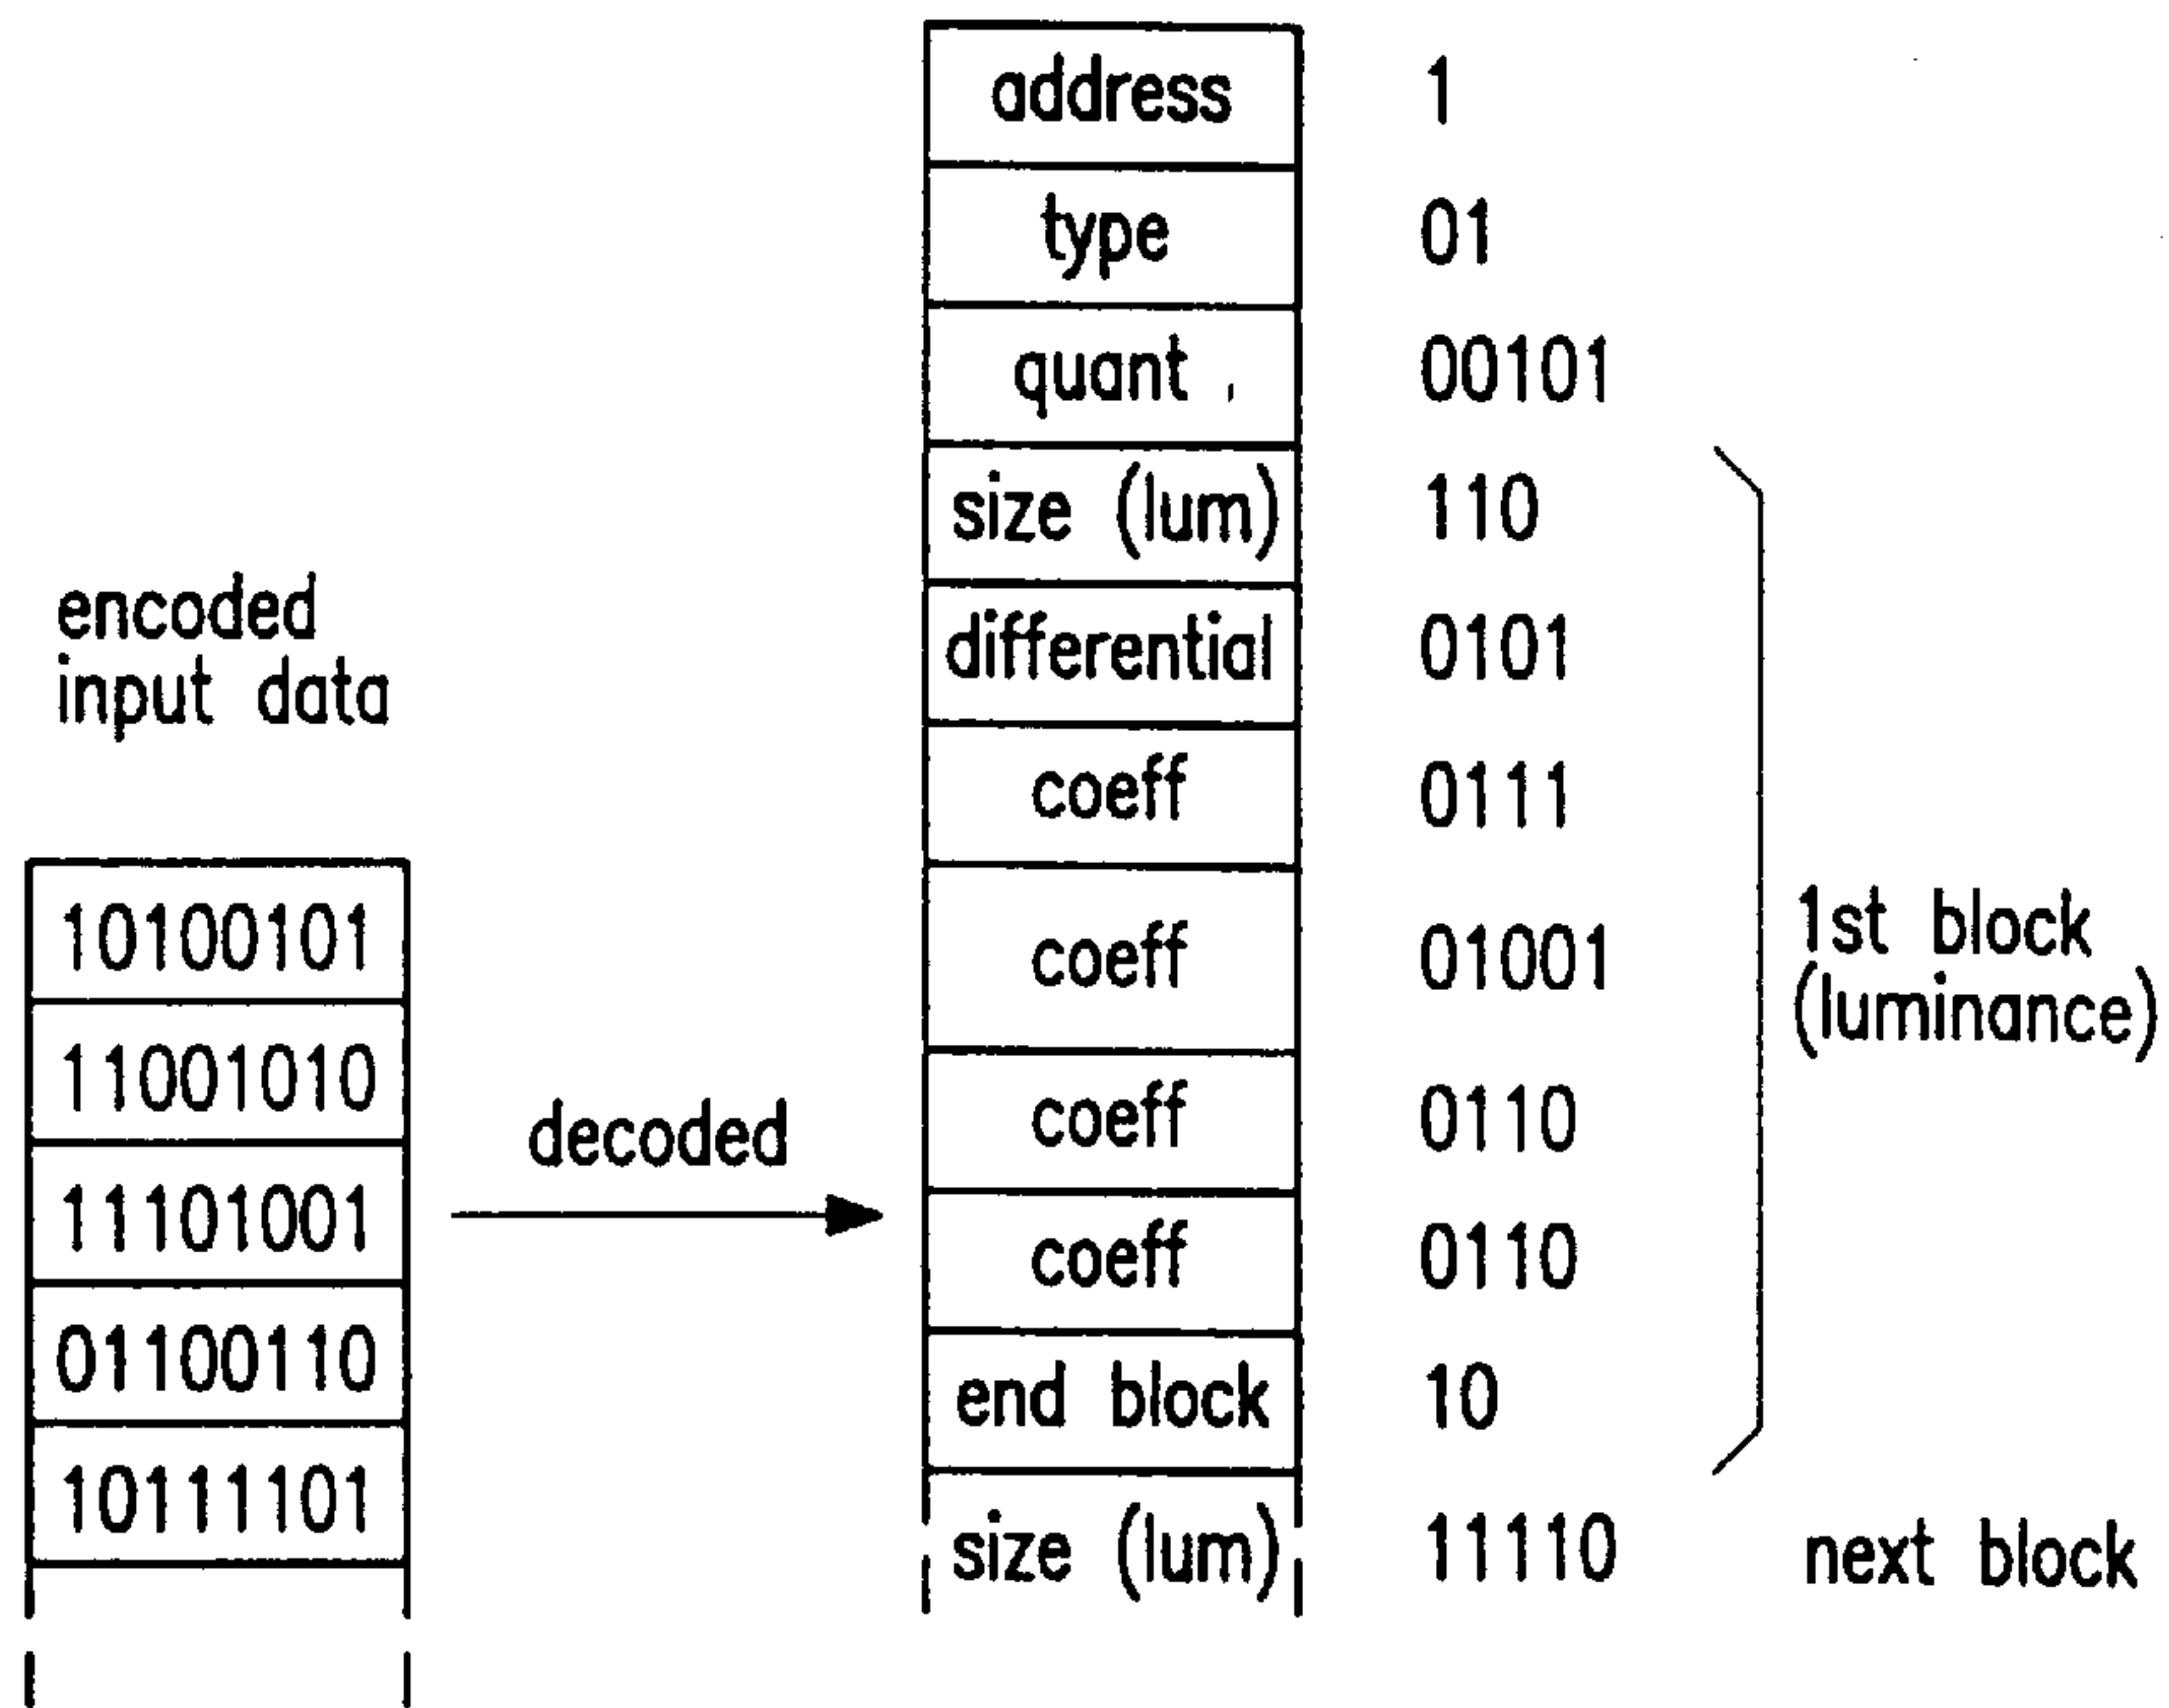 encoded
input data
10100101
11001010
11101001
01100110
10111101
decoded
address 1
type 01
quant 00101
size (lum) 110
differential 0101
coeff 0111
coeff 01001
coeff 0110
coeff 0110
end block 10
size (lum) 11110
1st block
(luminance)
next block